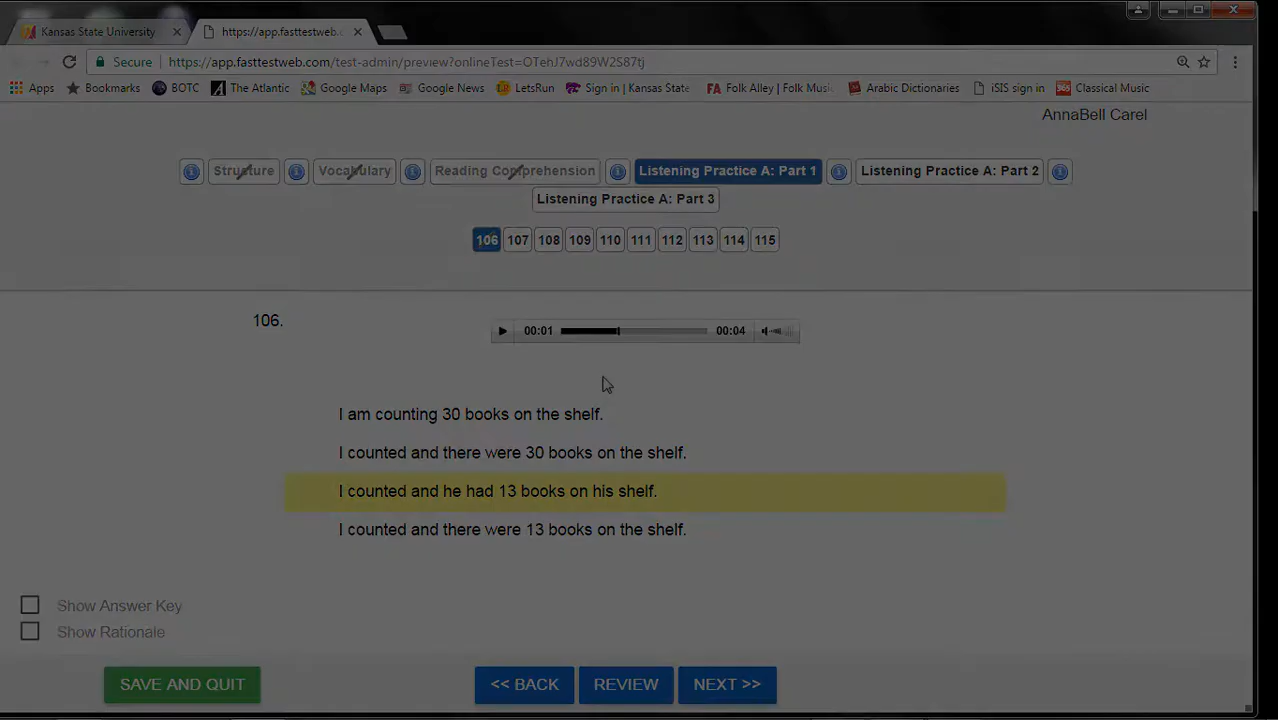 Kansas State University
https://app.fasttestweb.
Secure https://app.fasttestweb.com/test-admin/preview?onlineTest=OTehJ7wd89W2S87tj
Apps Bookmarks BOTC The Atlantic Google Maps Google News LetsRun Sign in | Kansas State Folk Alley | Folk Musi Arabic Dictionaries iSIS sign in Classical Music
AnnaBell Carel
Structure Vocabulary Reading Comprehension Listening Practice A: Part 1 Listening Practice A: Part 2
Listening Practice A: Part 3
106 107 108 109 110 111 112 113 114 115
106.
00:01 00:04
I am counting 30 books on the shelf.
I counted and there were 30 books on the shelf.
I counted and he had 13 books on his shelf.
I counted and there were 13 books on the shelf.
Show Answer Key
Show Rationale
SAVE AND QUIT << BACK REVIEW NEXT >>